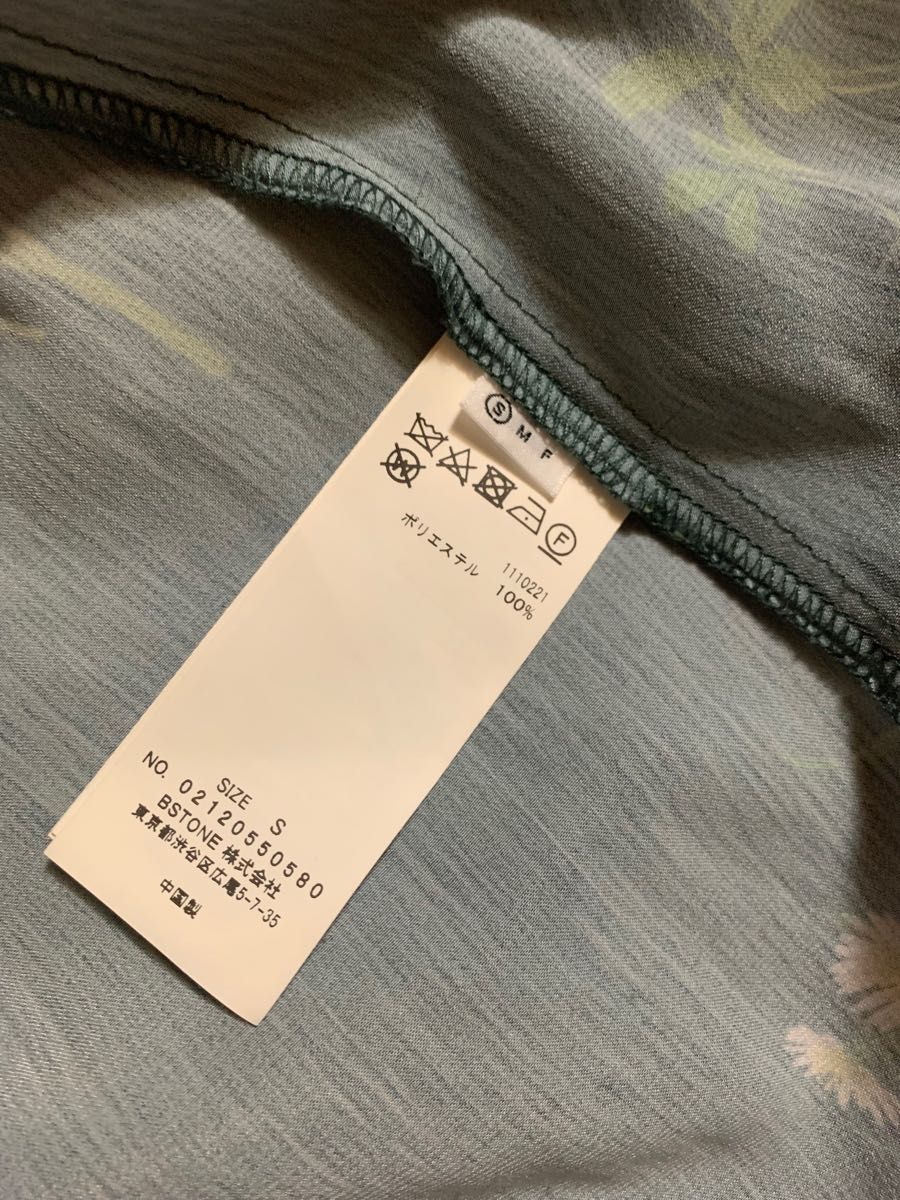 Ⓢ M F
F
W
1110221
ポリエステル 100%
SIZE S
NO. 021205550580
BSTONE 株式会社
東京都渋谷区広尾5-7-35
中国製